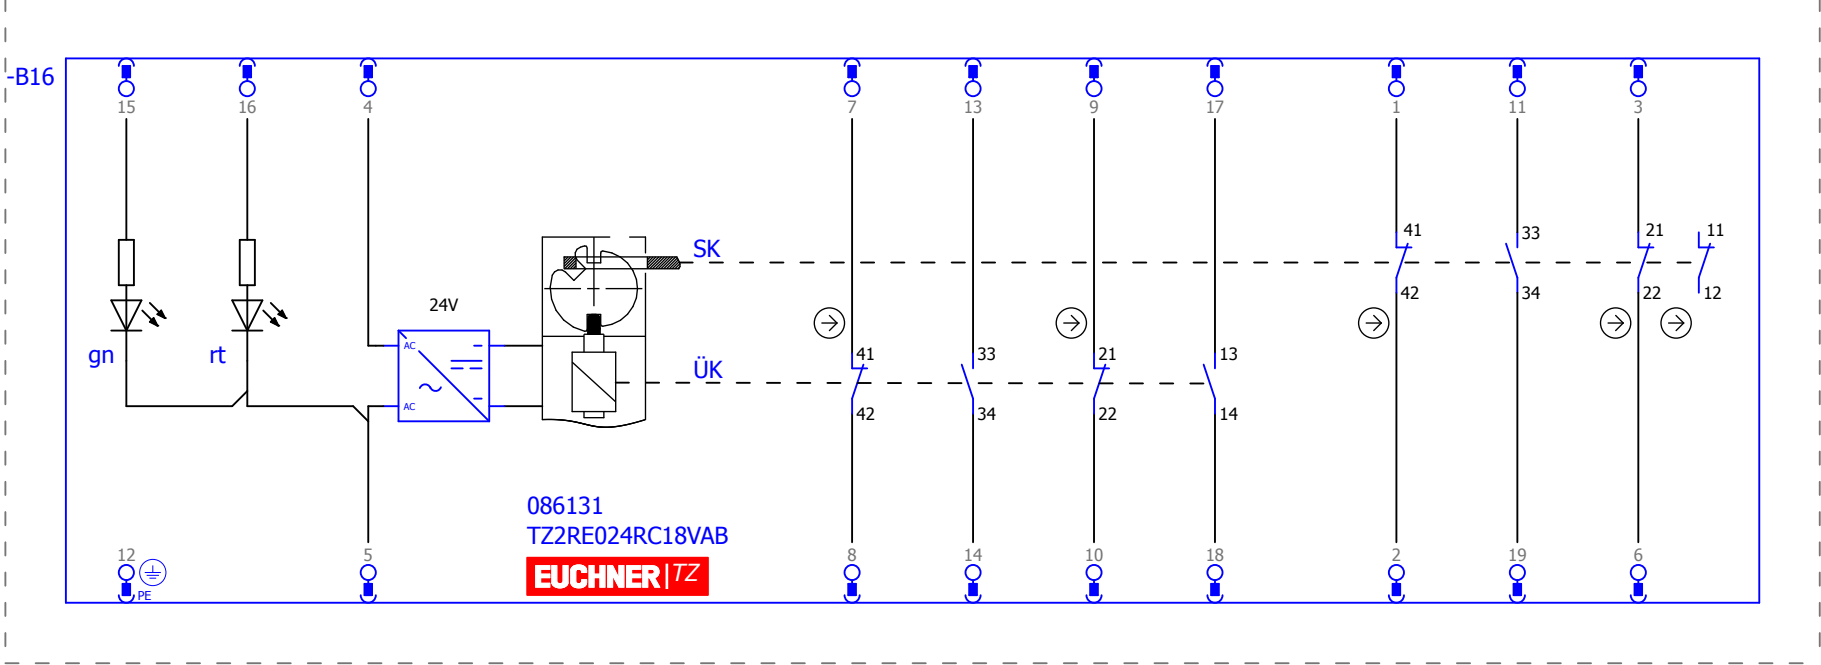 -B16
15 16 4 7 13 9 17 1 11 3
SK
41 33 21 11
42 34 22 12
24V
gn rt
AC
AC
ÜK
41 33 21 13
42 34 22 14
086131
TZ2RE024RC18VAB
EUCHNER|TZ
12 5 8 14 10 18 2 19 6
PE